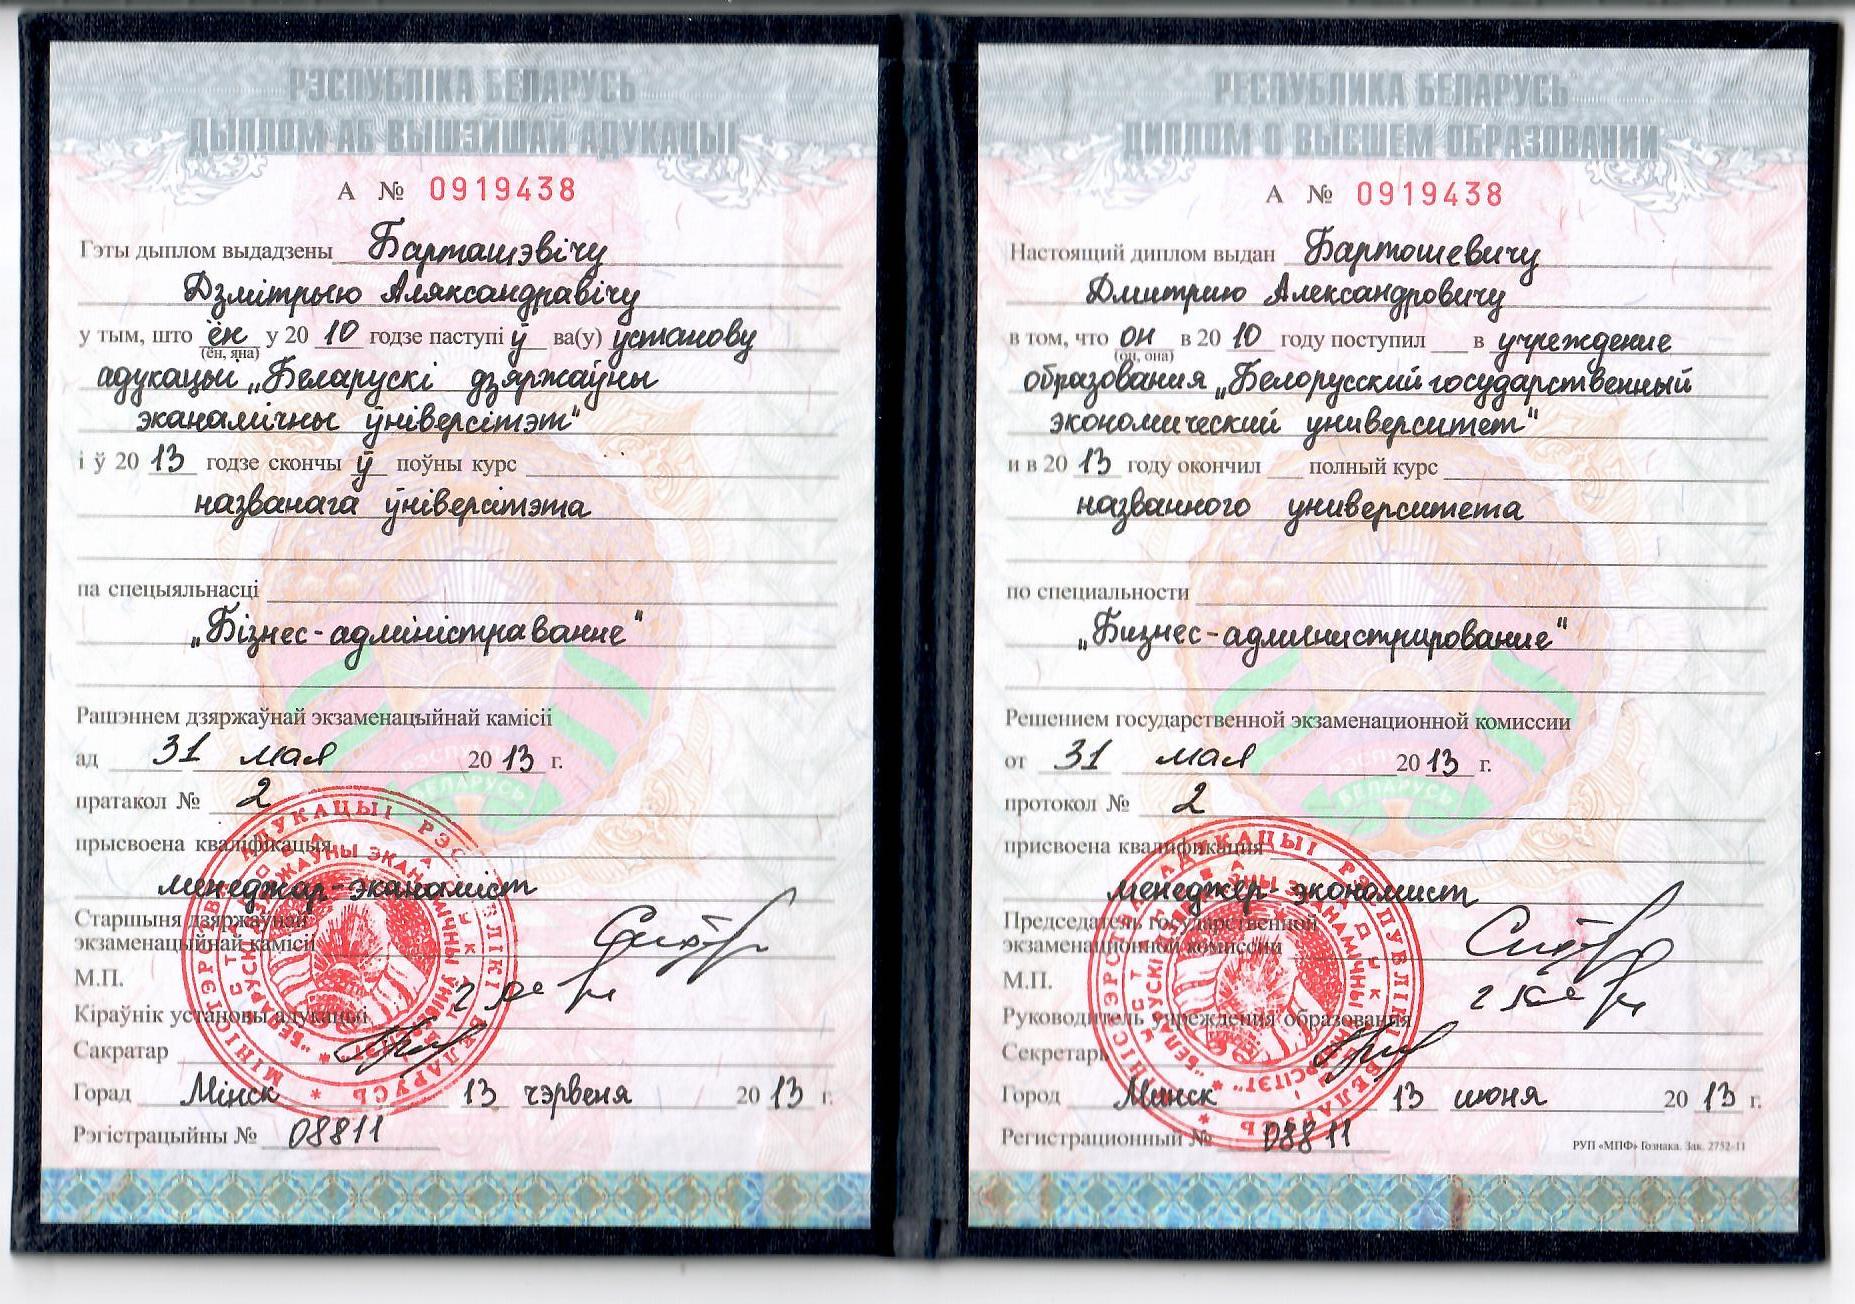 РЭСПУБЛІКА БЕЛАРУСЬ
ДЫПЛОМ АБ ВЫШЭЙШАЙ АДУКАЦЫІ
А № 0919438
Гэты дыплом выдадзены Барташэвічу
Дзмітрыю Аляксандравічу
у тым, што ён у 20 10 годзе паступі ў ва(у) установу
(ён, яна)
адукацыі „Беларускі дзяржаўны
эканамічны ўніверсітэт"
і ў 20 13 годзе скончы ў поўны курс
названага ўніверсітэта
па спецыяльнасці
„Бізнес-адміністраванне"
Рашэннем дзяржаўнай экзаменацыйнай камісіі
ад 31 мая 20 13 г.
пратакол № 2
прысвоена кваліфікацыя
менеджар-эканаміст
Старшыня дзяржаўнай
экзаменацыйнай камісіі
М.П.
Кіраўнік установы адукацыі
Сакратар
Горад Мінск 13 чэрвеня 20 13 г.
Рэгістрацыйны № 08811
РЕСПУБЛИКА БЕЛАРУСЬ
ДИПЛОМ О ВЫСШЕМ ОБРАЗОВАНИИ
А № 0919438
Настоящий диплом выдан Бартошевичу
Дмитрию Александровичу
в том, что он в 20 10 году поступил в учреждение
(он, она)
образования „Белорусский государственный
экономический университет"
и в 20 13 году окончил полный курс
названного университета
по специальности
„Бизнес-администрирование"
Решением государственной экзаменационной комиссии
от 31 мая 20 13 г.
протокол № 2
присвоена квалификация
менеджер-экономист
Председатель государственной
экзаменационной комиссии
М.П.
Руководитель учреждения образования
Секретарь
Город Минск 13 июня 20 13 г.
Регистрационный № 08811
РУП «МПФ» Гознака. Зак. 2752-11